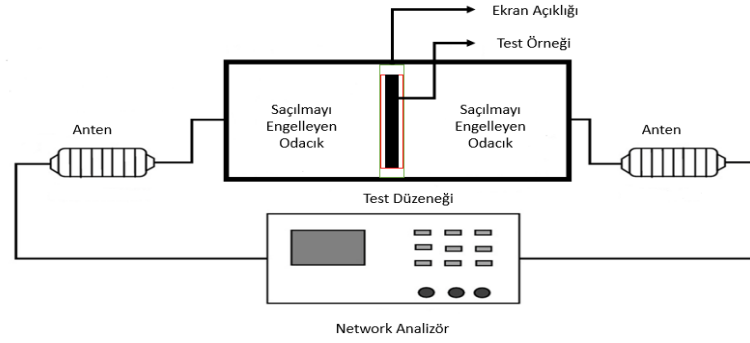 Ekran Açıklığı
Test Örneği
Saçılmayı
Engelleyen
Odacık
Saçılmayı
Engelleyen
Odacık
Anten
Anten
Test Düzeneği
Network Analizör